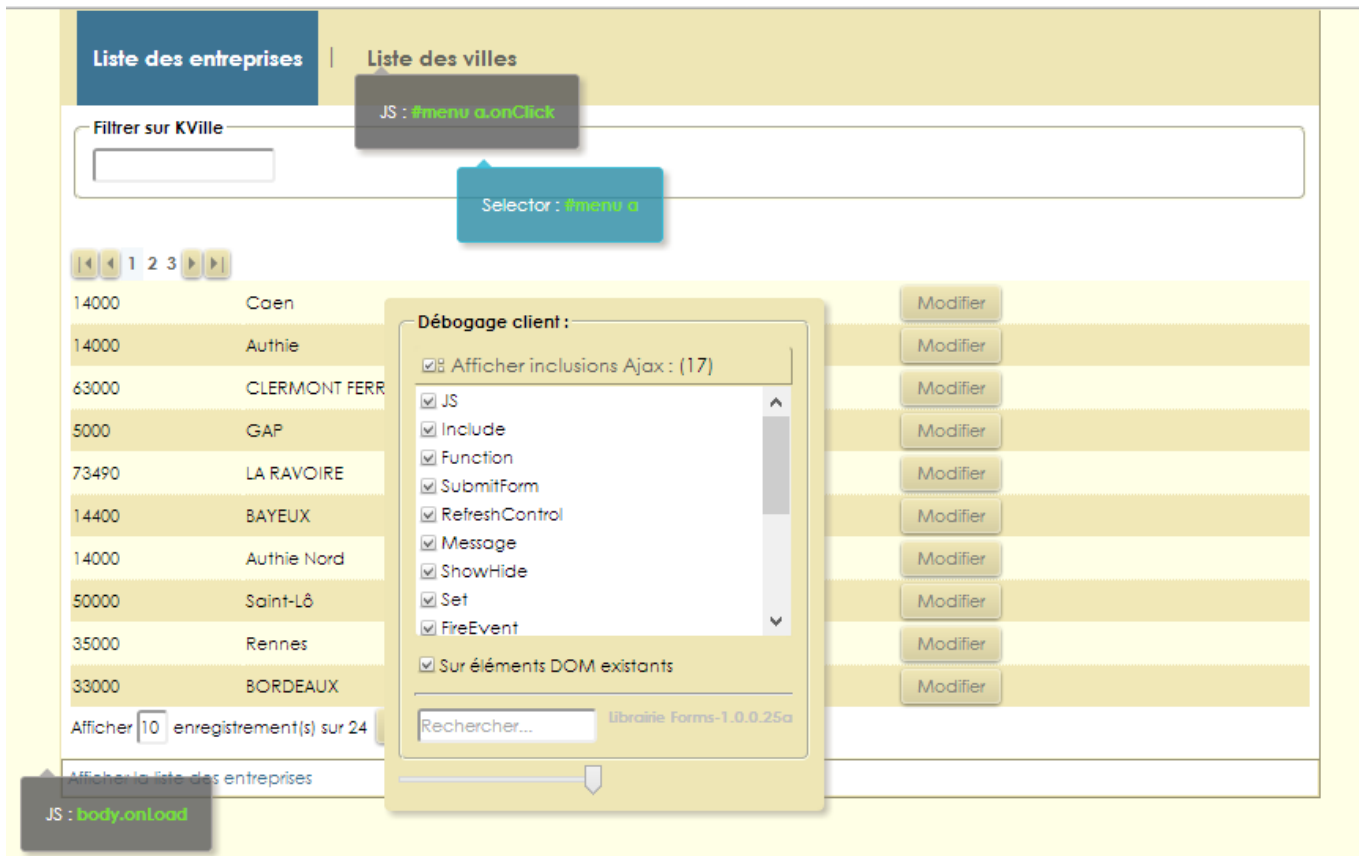 Liste des entreprises | Liste des villes
JS : #menu a.onClick
Filtrer sur KVille
Selector : #menu a
1 2 3
14000 Caen Modifier
14000 Authie Modifier
63000 CLERMONT FERR Modifier
5000 GAP Modifier
73490 LA RAVOIRE Modifier
14400 BAYEUX Modifier
14000 Authie Nord Modifier
50000 Saint-Lô Modifier
35000 Rennes Modifier
33000 BORDEAUX Modifier
Afficher 10 enregistrement(s) sur 24
Afficher la liste des entreprises
JS : body.onLoad
Débogage client :
Afficher inclusions Ajax : (17)
JS
Include
Function
SubmitForm
RefreshControl
Message
ShowHide
Set
FireEvent
Sur éléments DOM existants
Rechercher... Librairie Forms-1.0.0.25a